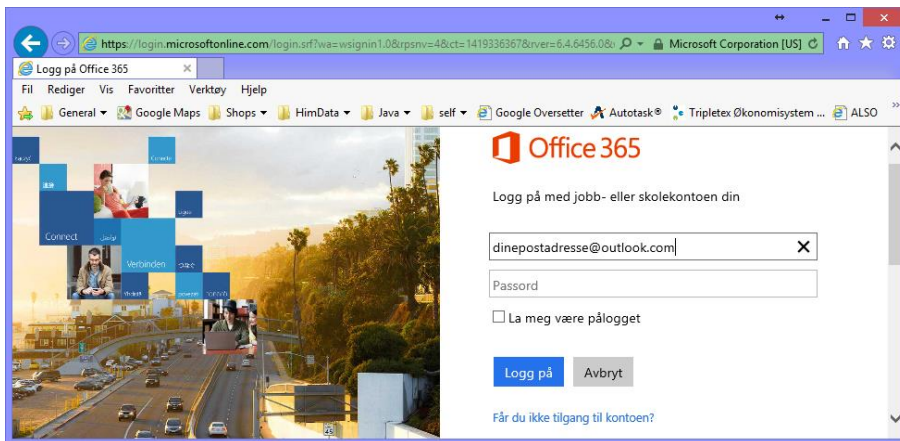 https://login.microsoftonline.com/login.srf?wa=wsignin1.0&rpsnv=4&ct=1419336367&rver=6.4.6456.0&
Microsoft Corporation [US]
Logg på Office 365
Fil Rediger Vis Favoritter Verktøy Hjelp
General Google Maps Shops HimData Java self Google Oversetter Autotask® Tripletex Økonomisystem ... ALSO
Office 365
Logg på med jobb- eller skolekontoen din
dinepostadresse@outlook.com
Passord
La meg være pålogget
Logg på Avbryt
Får du ikke tilgang til kontoen?
Connect
Verbinden
45